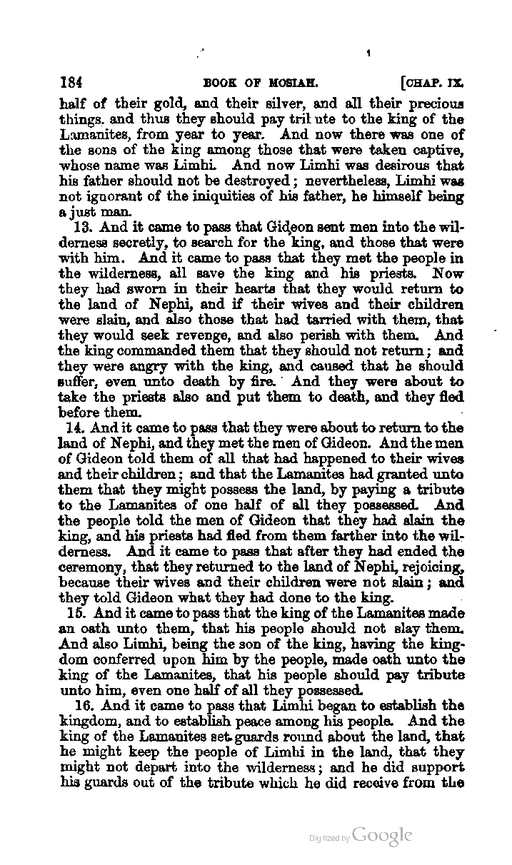 184 BOOK OF MOSIAH. [CHAP. IX.
half of their gold, and their silver, and all their precious
things. and thus they should pay tril ute to the king of the
Lamanites, from year to year. And now there was one of
the sons of the king among those that were taken captive,
whose name was Limhi. And now Limhi was desirous that
his father should not be destroyed; nevertheless, Limhi was
not ignorant of the iniquities of his father, he himself being
a just man.
13. And it came to pass that Gideon sent men into the wil-
derness secretly, to search for the king, and those that were
with him. And it came to pass that they met the people in
the wilderness, all save the king and his priests. Now
they had sworn in their hearts that they would return to
the land of Nephi, and if their wives and their children
were slain, and also those that had tarried with them, that
they would seek revenge, and also perish with them. And
the king commanded them that they should not return; and
they were angry with the king, and caused that he should
suffer, even unto death by fire. And they were about to
take the priests also and put them to death, and they fled
before them.
14. And it came to pass that they were about to return to the
land of Nephi, and they met the men of Gideon. And the men
of Gideon told them of all that had happened to their wives
and their children; and that the Lamanites had granted unto
them that they might possess the land, by paying a tribute
to the Lamanites of one half of all they possessed. And
the people told the men of Gideon that they had slain the
king, and his priests had fled from them farther into the wil-
derness. And it came to pass that after they had ended the
ceremony, that they returned to the land of Nephi, rejoicing,
because their wives and their children were not slain; and
they told Gideon what they had done to the king.
15. And it came to pass that the king of the Lamanites made
an oath unto them, that his people should not slay them.
And also Limhi, being the son of the king, having the king-
dom conferred upon him by the people, made oath unto the
king of the Lamanites, that his people should pay tribute
unto him, even one half of all they possessed.
16. And it came to pass that Limhi began to establish the
kingdom, and to establish peace among his people. And the
king of the Lamanites set guards round about the land, that
he might keep the people of Limhi in the land, that they
might not depart into the wilderness; and he did support
his guards out of the tribute which he did receive from the
Digitized by Google